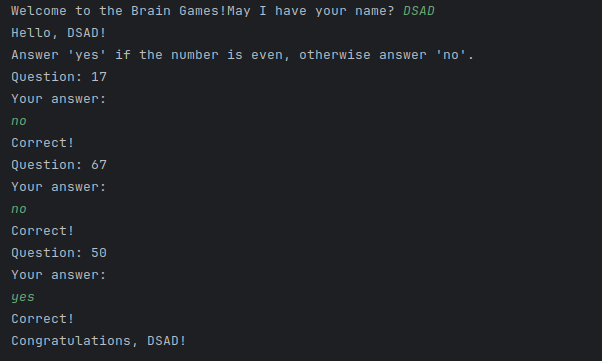 Welcome to the Brain Games!May I have your name? DSAD
Hello, DSAD!
Answer 'yes' if the number is even, otherwise answer 'no'.
Question: 17
Your answer:
no
Correct!
Question: 67
Your answer:
no
Correct!
Question: 50
Your answer:
yes
Correct!
Congratulations, DSAD!